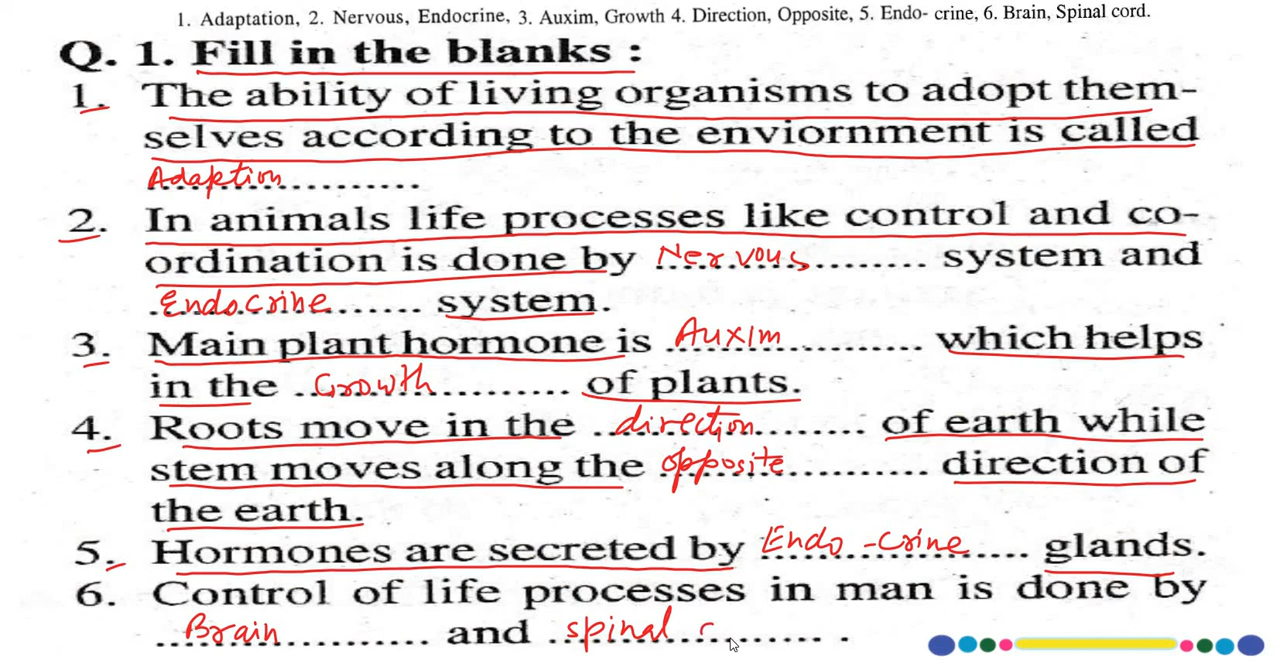 1. Adaptation, 2. Nervous, Endocrine, 3. Auxim, Growth 4. Direction, Opposite, 5. Endo- crine, 6. Brain, Spinal cord.
Q. 1. Fill in the blanks :
1. The ability of living organisms to adopt them-
selves according to the enviornment is called
Adaption....................
2. In animals life processes like control and co-
ordination is done by Nervous.......... system and
Endocrine....... system.
3. Main plant hormone is Auxim............ which helps
in the Growth.......... of plants.
4. Roots move in the direction......... of earth while
stem moves along the opposite........... direction of
the earth.
5. Hormones are secreted by Endo-crine.... glands.
6. Control of life processes in man is done by
Brain............ and spinal c......... .